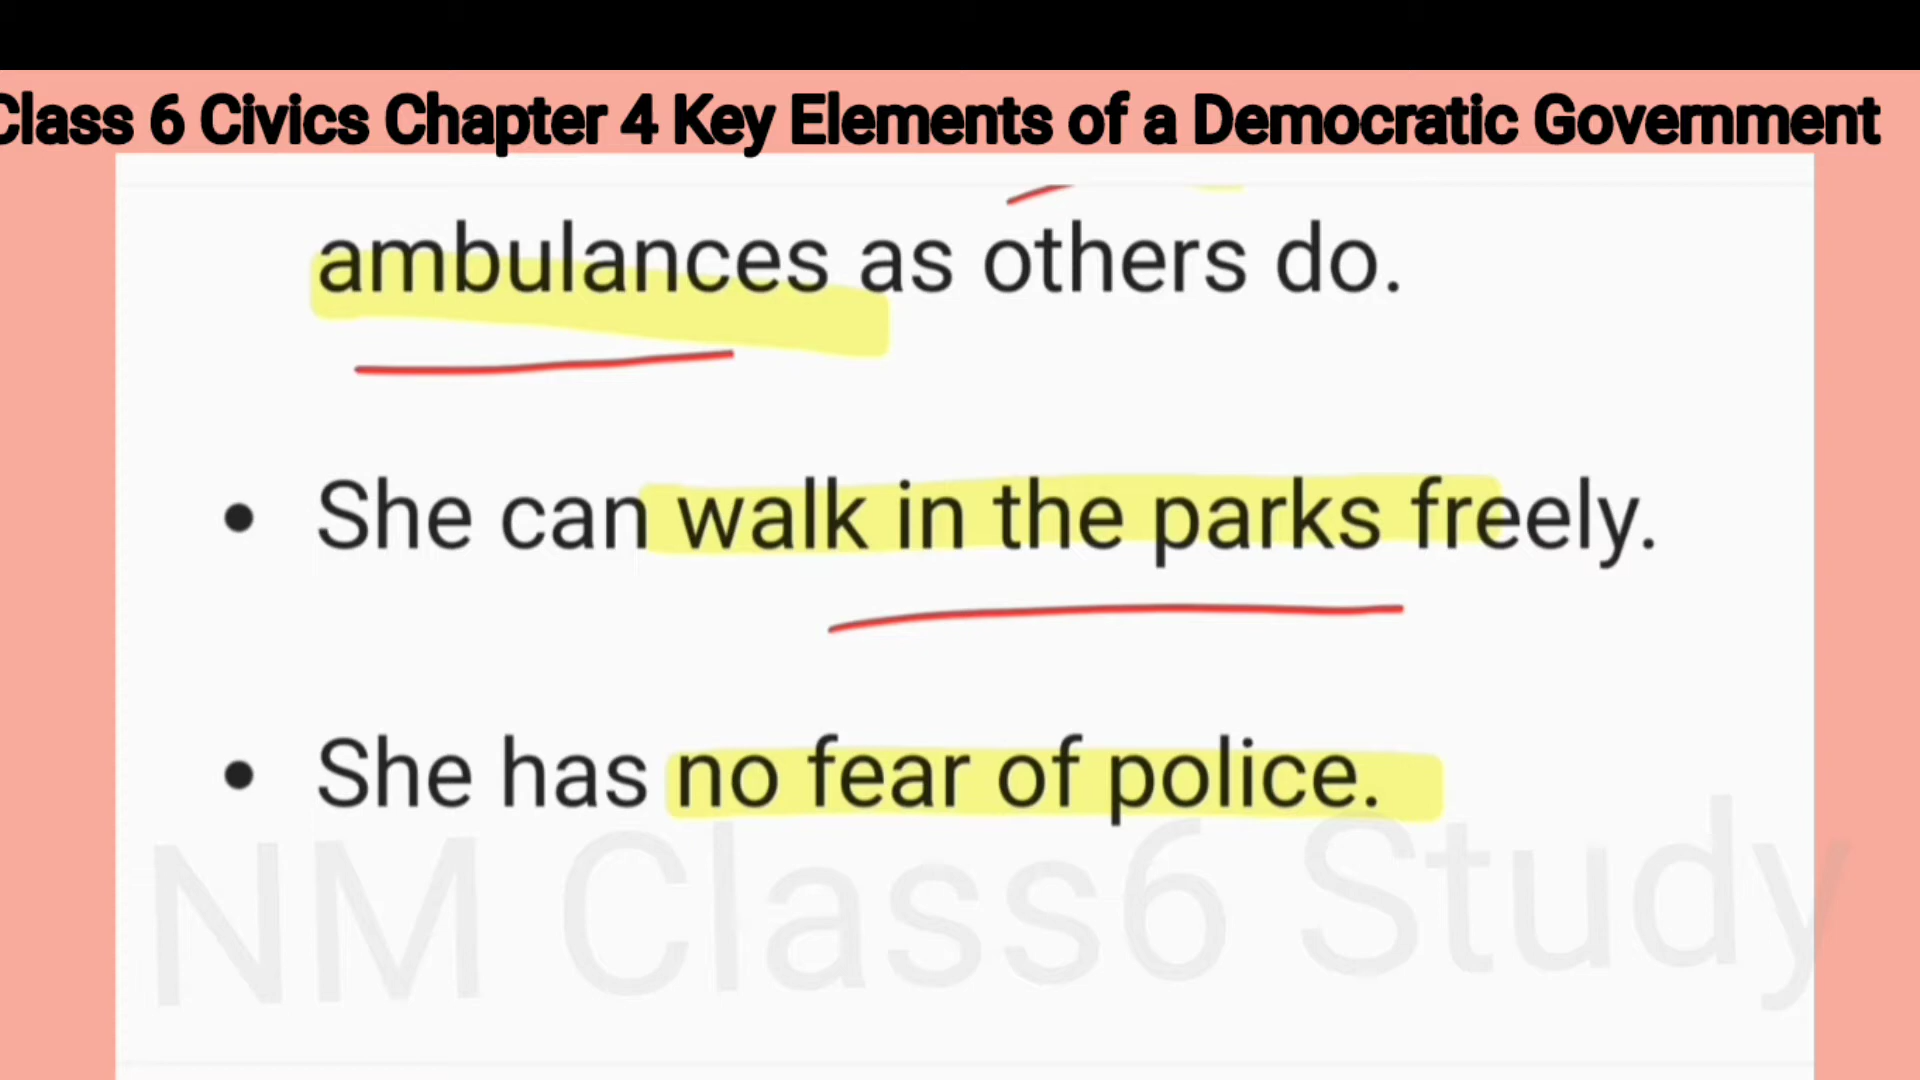 Class 6 Civics Chapter 4 Key Elements of a Democratic Government
ambulances as others do.
• She can walk in the parks freely.
• She has no fear of police.
NM Class6 Study